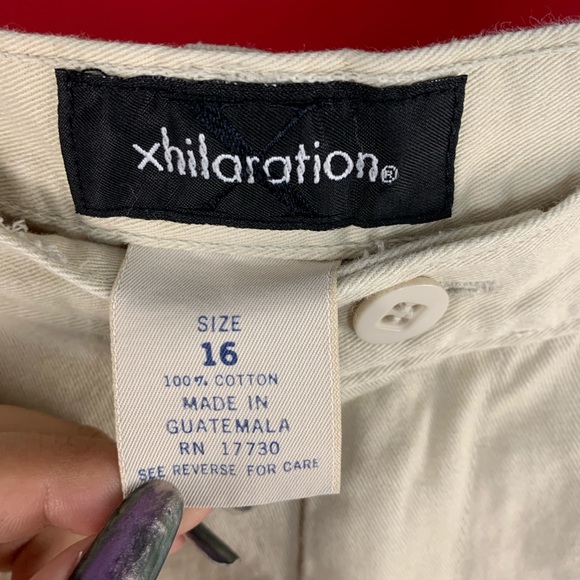 xhilaration®
SIZE
16
100% COTTON
MADE IN
GUATEMALA
RN 17730
SEE REVERSE FOR CARE